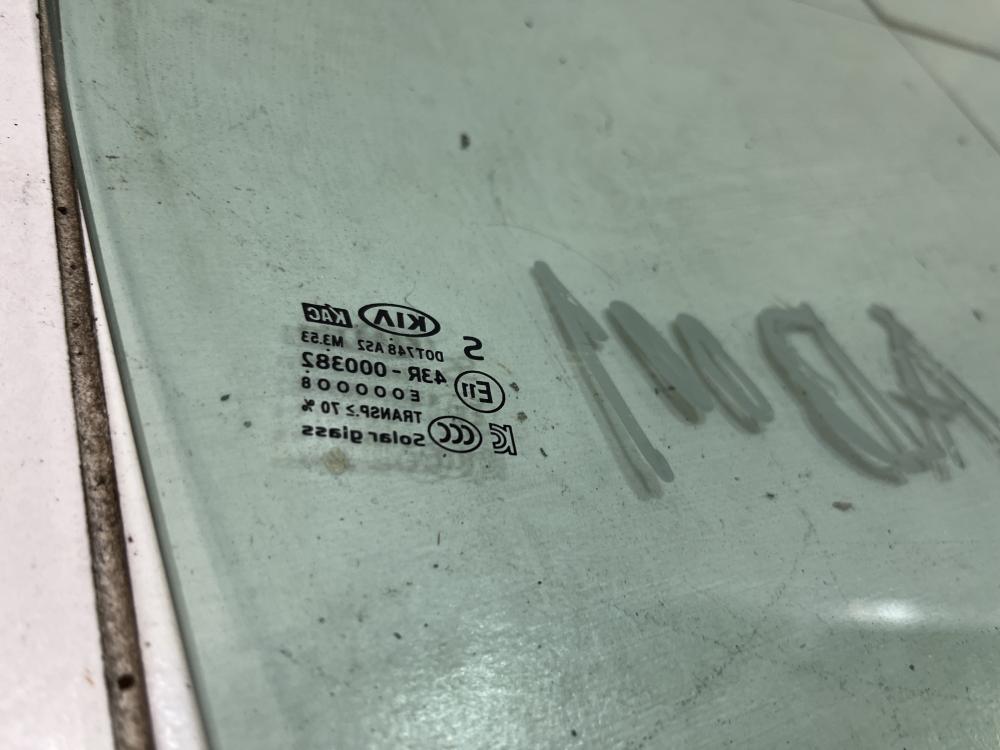 KIA KAC
S DOT748 AS2 M3.53
E11 43R - 000382
E000008
TRANSP.≥ 70 %
CCC Solar glass